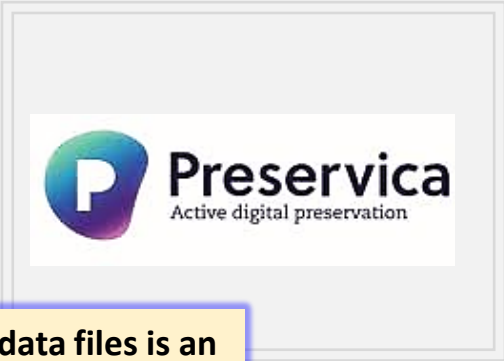 P
Preservica
Active digital preservation
data files is an